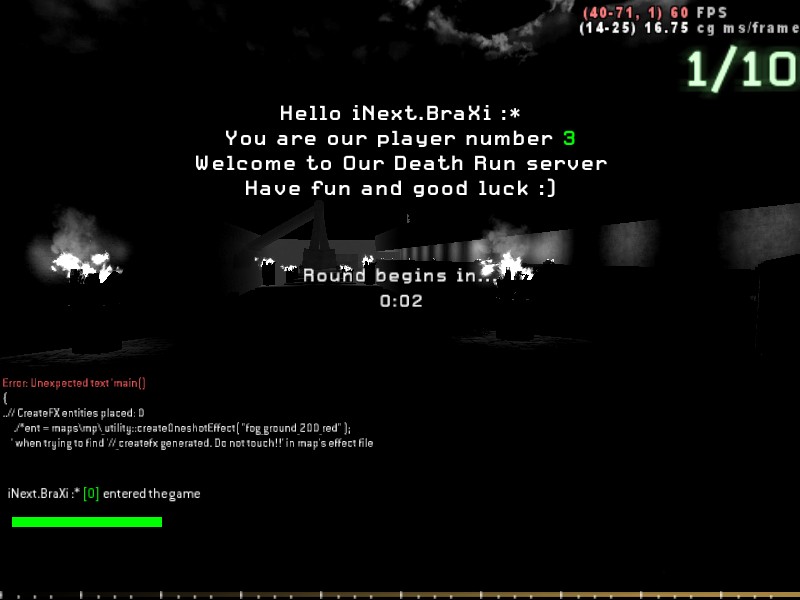 (40-71, 1) 60 FPS
(14-25) 16.75 cg ms/frame
1/10
Hello iNext.BraXi :*
You are our player number 3
Welcome to Our Death Run server
Have fun and good luck :)
Round begins in...
0:02
Error: Unexpected text 'main()
{
..// CreateFX entities placed: 0
./*ent = maps\mp\_utility::createOneshotEffect( "fog_ground_200_red" );
' when trying to find '//_createfx generated. Do not touch!!' in map's effect file
iNext.BraXi :* [0] entered the game